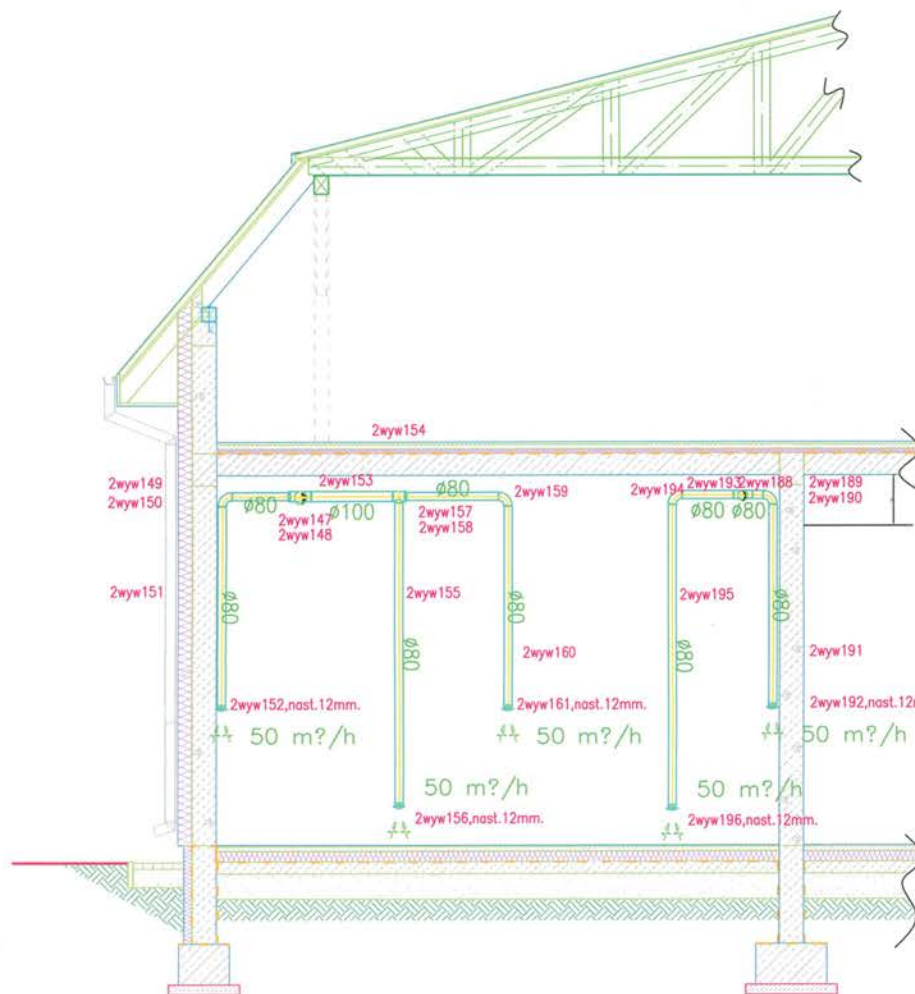 2wyw154
2wyw149
2wyw150
2wyw153
Ø80
Ø80
2wyw159
2wyw147
2wyw148
Ø100
2wyw157
2wyw158
2wyw194
2wyw193
2wyw188
Ø80
Ø80
2wyw189
2wyw190
2wyw151
Ø80
2wyw155
Ø80
Ø80
2wyw160
2wyw195
Ø80
Ø80
2wyw191
2wyw152,nast.12mm.
2wyw161,nast.12mm.
2wyw192,nast.12m
50 m?/h
50 m?/h
50 m?/h
50 m?/h
50 m?/h
2wyw156,nast.12mm.
2wyw196,nast.12mm.